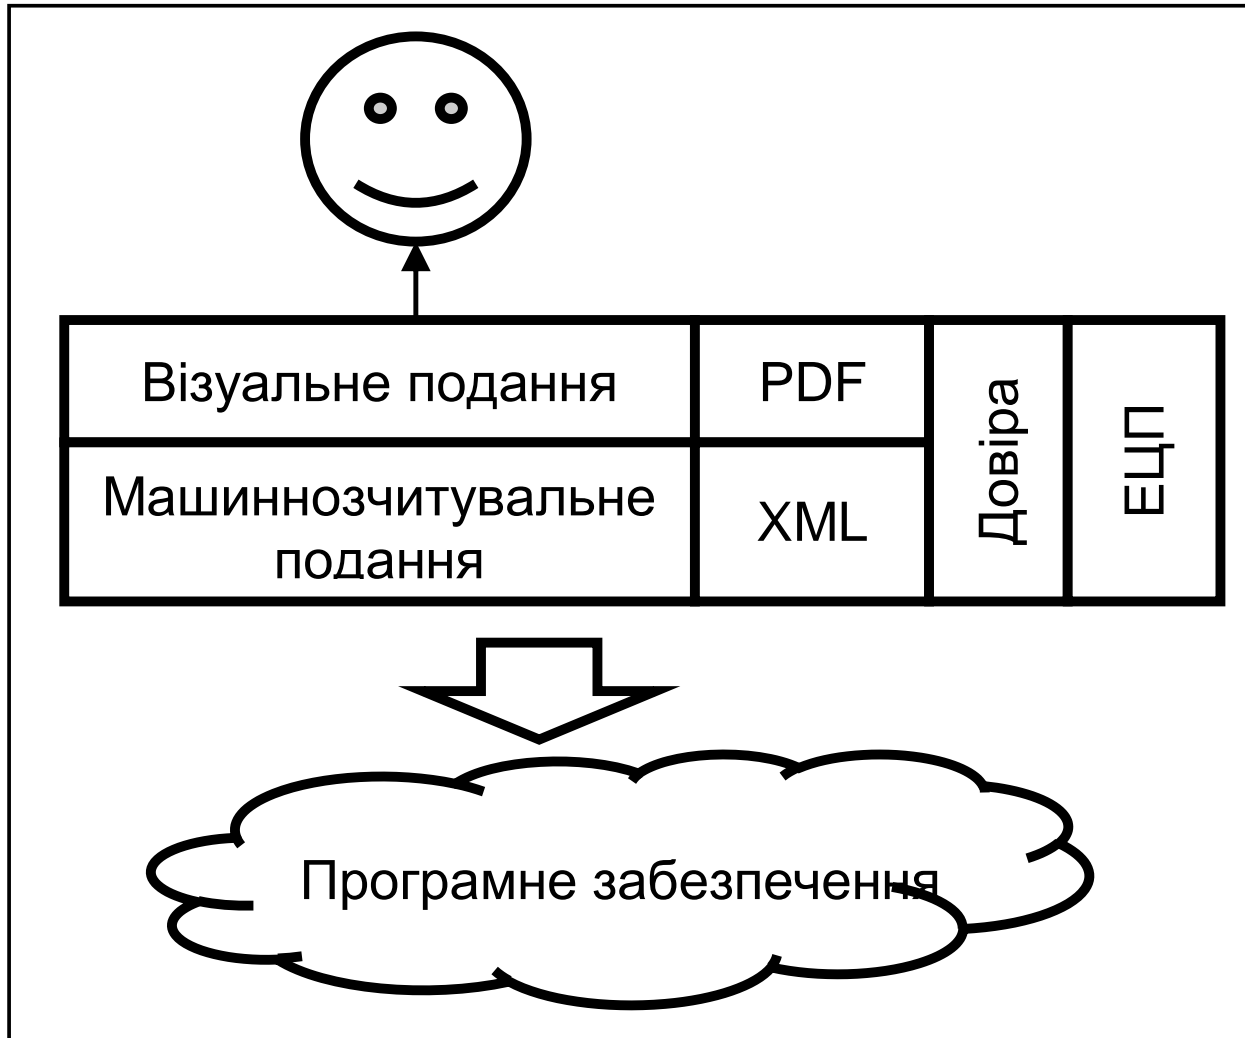 Візуальне подання
PDF
Машиннозчитувальне
подання
XML
Довіра
ЕЦП
Програмне забезпечення